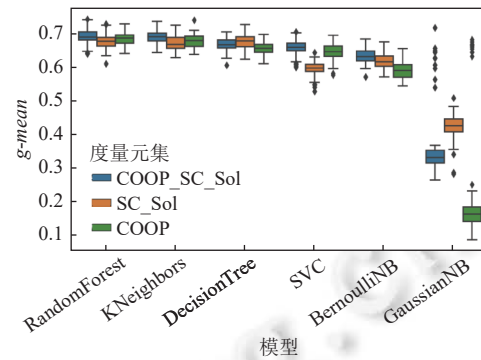 0.7
0.6
0.5
0.4
0.3
0.2
0.1
g-mean
度量元集
COOP_SC_Sol
SC_Sol
COOP
RandomForest
KNeighbors
DecisionTree
SVC
BernoulliNB
GaussianNB
模型